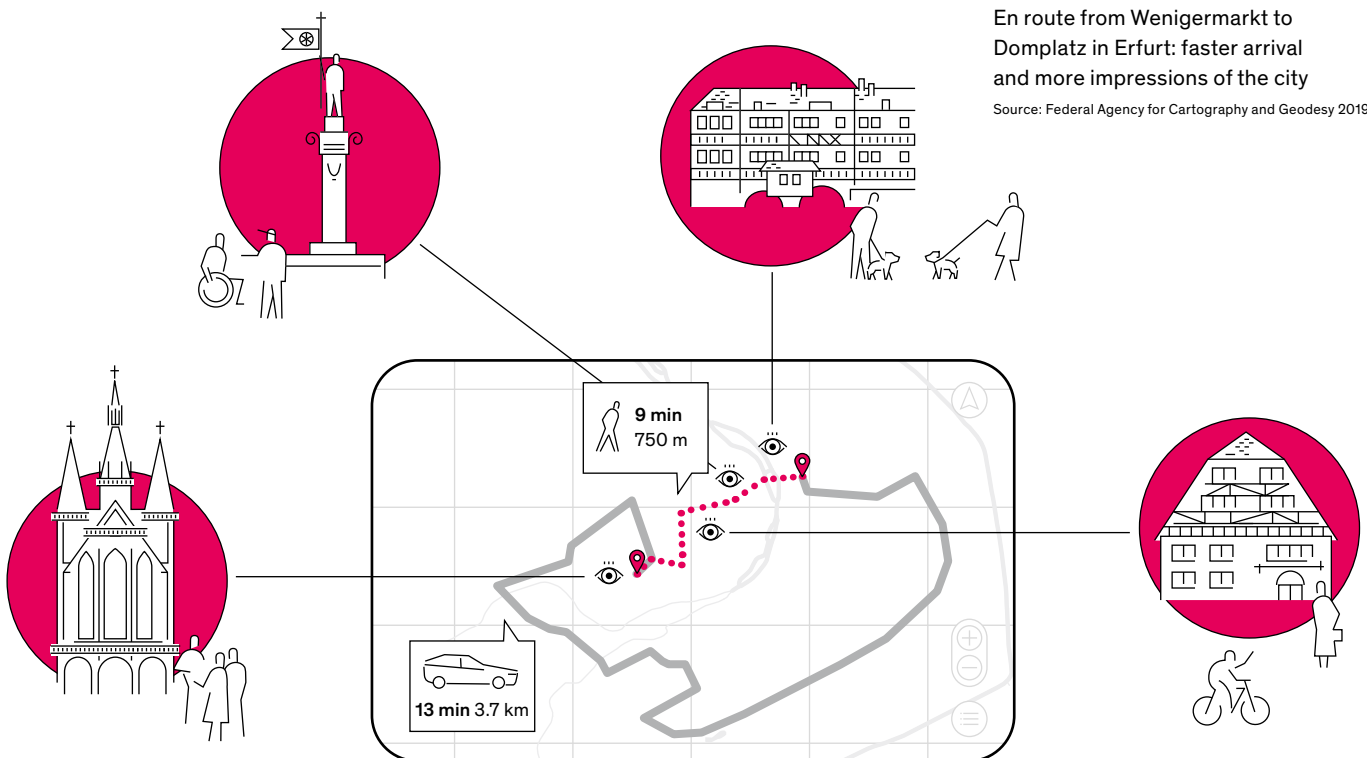 En route from Wenigermarkt to
Domplatz in Erfurt: faster arrival
and more impressions of the city
Source: Federal Agency for Cartography and Geodesy 2019
9 min
750 m
13 min 3.7 km